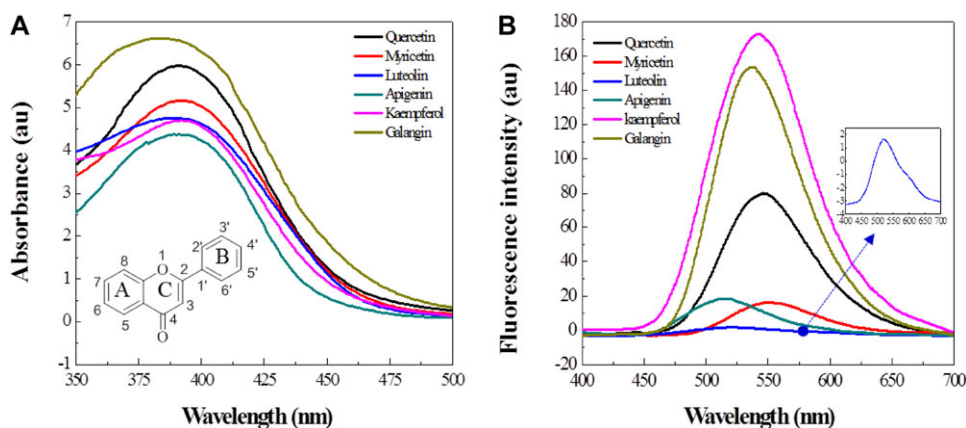 A
7
6
5
4
3
2
1
0
-1
Absorbance (au)
350
375
400
425
450
475
500
Wavelength (nm)
Quercetin
Myricetin
Luteolin
Apigenin
Kaempferol
Galangin
A
B
C
O
O
1
2
3
4
5
6
7
8
1'
2'
3'
4'
5'
6'
B
180
160
140
120
100
80
60
40
20
0
-20
Fluorescence intensity (au)
400
450
500
550
600
650
700
Wavelength (nm)
Quercetin
Myricetin
Luteolin
Apigenin
kaempferol
Galangin
2
1
0
-1
-2
-3
400 450 500 550 600 650 700